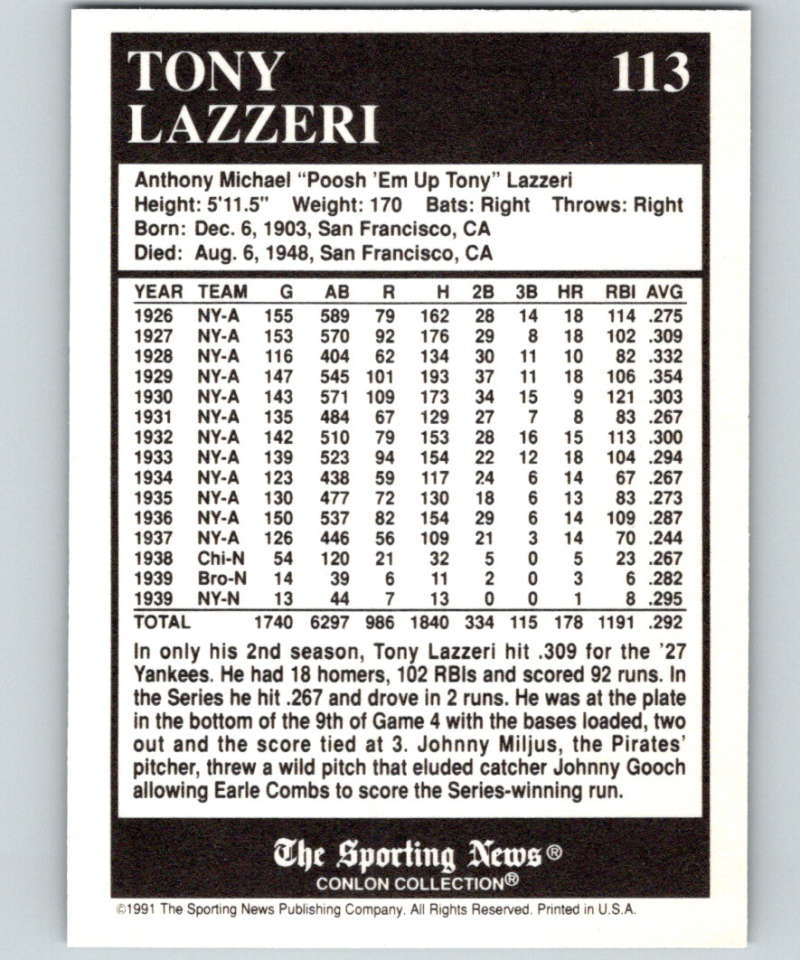 TONY
LAZZERI
113
Anthony Michael “Poosh ’Em Up Tony” Lazzeri
Height: 5'11.5" Weight: 170 Bats: Right Throws: Right
Born: Dec. 6, 1903, San Francisco, CA
Died: Aug. 6, 1948, San Francisco, CA
YEAR TEAM G AB R H 2B 3B HR RBI AVG
1926 NY-A 155 589 79 162 28 14 18 114 .275
1927 NY-A 153 570 92 176 29 8 18 102 .309
1928 NY-A 116 404 62 134 30 11 10 82 .332
1929 NY-A 147 545 101 193 37 11 18 106 .354
1930 NY-A 143 571 109 173 34 15 9 121 .303
1931 NY-A 135 484 67 129 27 7 8 83 .267
1932 NY-A 142 510 79 153 28 16 15 113 .300
1933 NY-A 139 523 94 154 22 12 18 104 .294
1934 NY-A 123 438 59 117 24 6 14 67 .267
1935 NY-A 130 477 72 130 18 6 13 83 .273
1936 NY-A 150 537 82 154 29 6 14 109 .287
1937 NY-A 126 446 56 109 21 3 14 70 .244
1938 Chi-N 54 120 21 32 5 0 5 23 .267
1939 Bro-N 14 39 6 11 2 0 3 6 .282
1939 NY-N 13 44 7 13 0 0 1 8 .295
TOTAL 1740 6297 986 1840 334 115 178 1191 .292
In only his 2nd season, Tony Lazzeri hit .309 for the ’27
Yankees. He had 18 homers, 102 RBIs and scored 92 runs. In
the Series he hit .267 and drove in 2 runs. He was at the plate
in the bottom of the 9th of Game 4 with the bases loaded, two
out and the score tied at 3. Johnny Miljus, the Pirates’
pitcher, threw a wild pitch that eluded catcher Johnny Gooch
allowing Earle Combs to score the Series-winning run.
The Sporting News®
CONLON COLLECTION®
©1991 The Sporting News Publishing Company. All Rights Reserved. Printed in U.S.A.